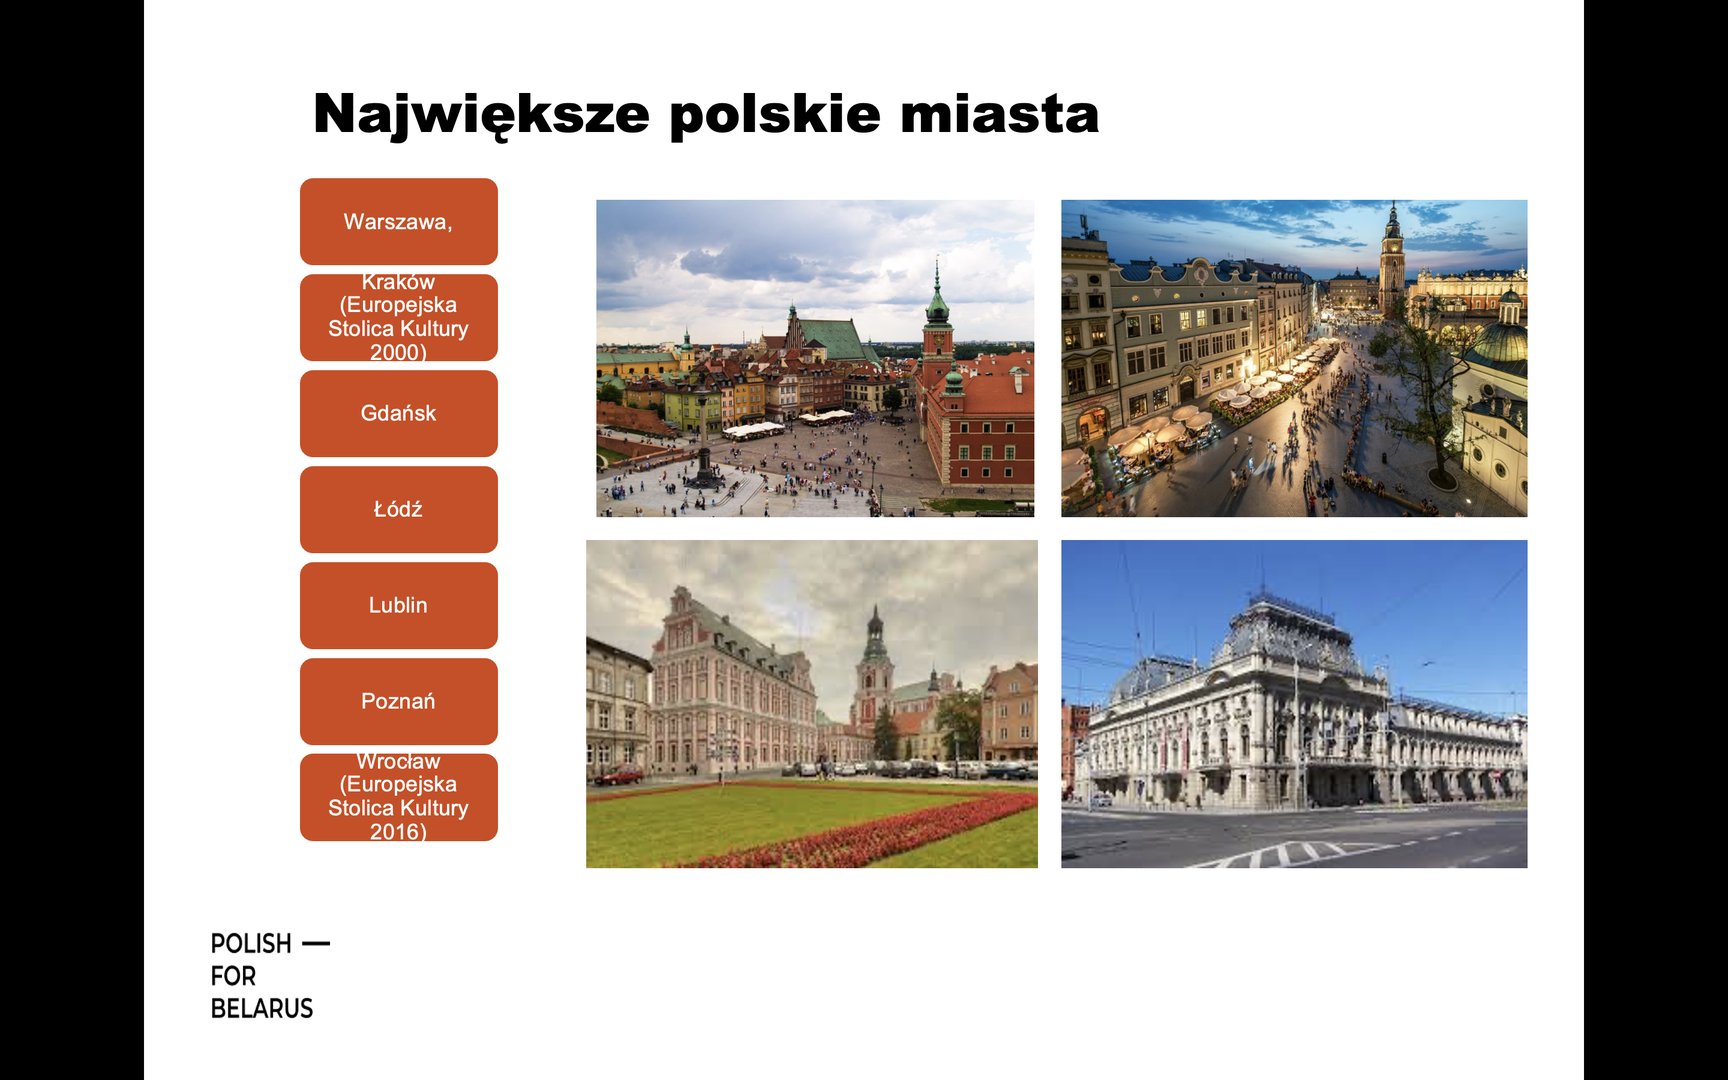 Największe polskie miasta
Warszawa,
Kraków
(Europejska
Stolica Kultury
2000)
Gdańsk
Łódź
Lublin
Poznań
Wrocław
(Europejska
Stolica Kultury
2016)
POLISH —
FOR
BELARUS